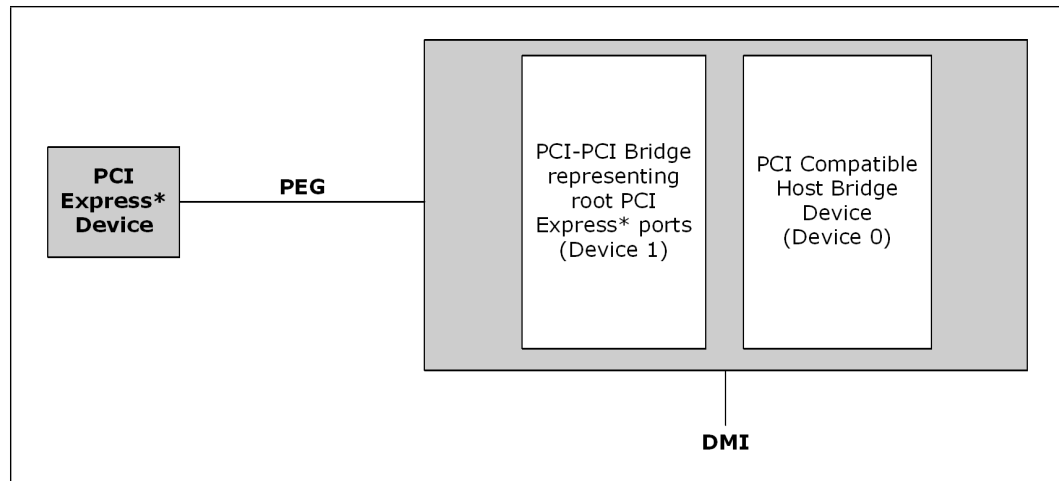 PCI
Express*
Device
PEG
PCI-PCI Bridge
representing
root PCI
Express* ports
(Device 1)
PCI Compatible
Host Bridge
Device
(Device 0)
DMI